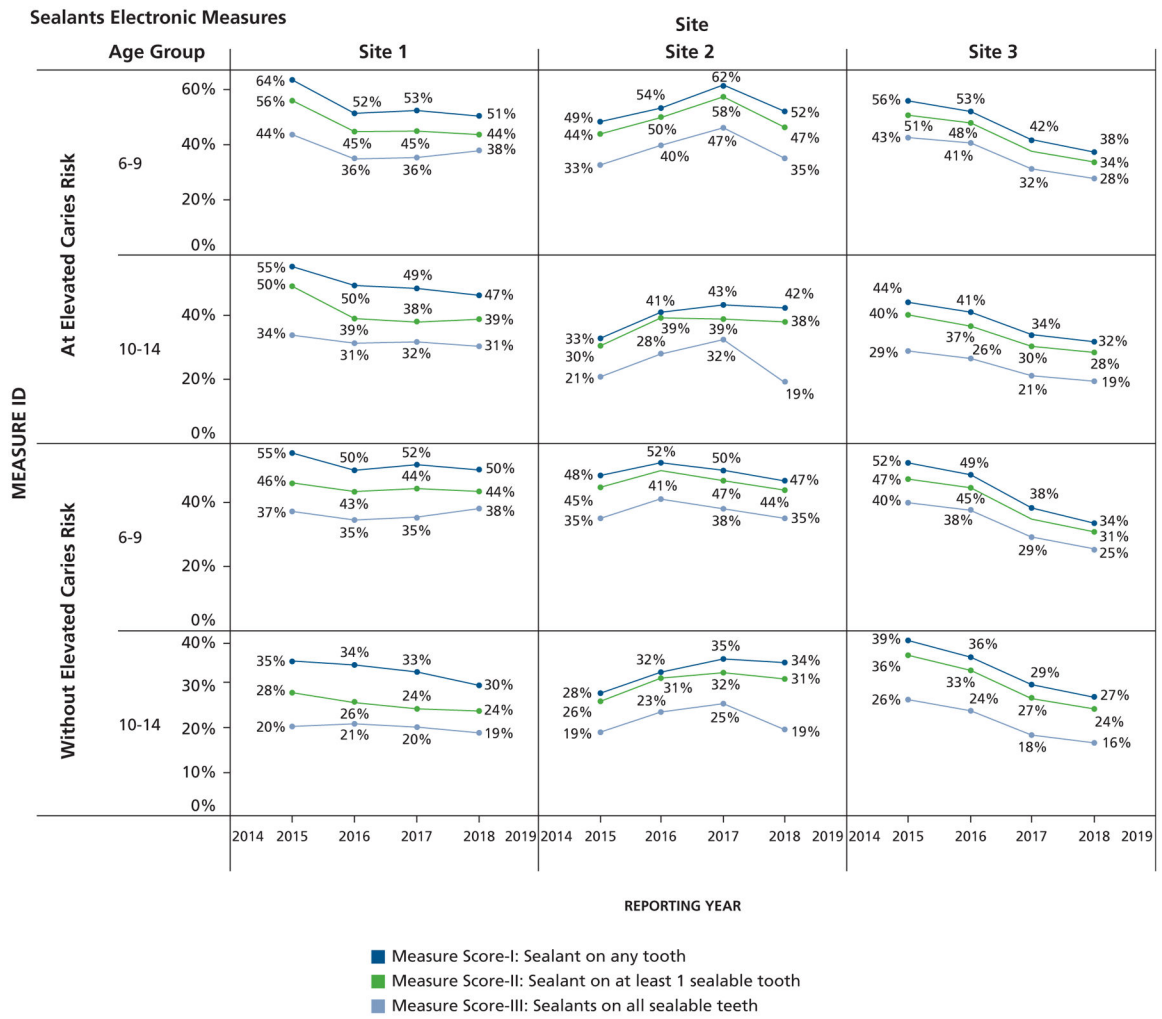 Sealants Electronic Measures
Site
Age Group Site 1 Site 2 Site 3
MEASURE ID
At Elevated Caries Risk
6-9
60%
40%
20%
0%
64% 52% 53% 51%
56% 45% 45% 44%
44% 36% 36% 38%
49% 54% 62% 52%
44% 50% 58% 47%
33% 40% 47% 35%
56% 53% 42% 38%
51% 48% 34%
43% 41% 32% 28%
10-14
40%
20%
0%
55% 50% 49% 47%
50% 39% 38% 39%
34% 31% 32% 31%
33% 41% 43% 42%
30% 39% 39% 38%
21% 28% 32% 19%
44% 41% 34% 32%
40% 37% 30% 28%
29% 26% 21% 19%
Without Elevated Caries Risk
6-9
40%
20%
0%
55% 50% 52% 50%
46% 43% 44% 44%
37% 35% 35% 38%
48% 52% 50% 47%
45% 47% 44%
35% 41% 38% 35%
52% 49% 38% 34%
47% 45% 31%
40% 38% 29% 25%
10-14
40%
30%
20%
10%
0%
35% 34% 33% 30%
28% 26% 24% 24%
20% 21% 20% 19%
28% 32% 35% 34%
26% 31% 32% 31%
19% 23% 25% 19%
39% 36% 29% 27%
36% 33% 27% 24%
26% 24% 18% 16%
2014 2015 2016 2017 2018 2019 2014 2015 2016 2017 2018 2019 2014 2015 2016 2017 2018 2019
REPORTING YEAR
Measure Score-I: Sealant on any tooth
Measure Score-II: Sealant on at least 1 sealable tooth
Measure Score-III: Sealants on all sealable teeth